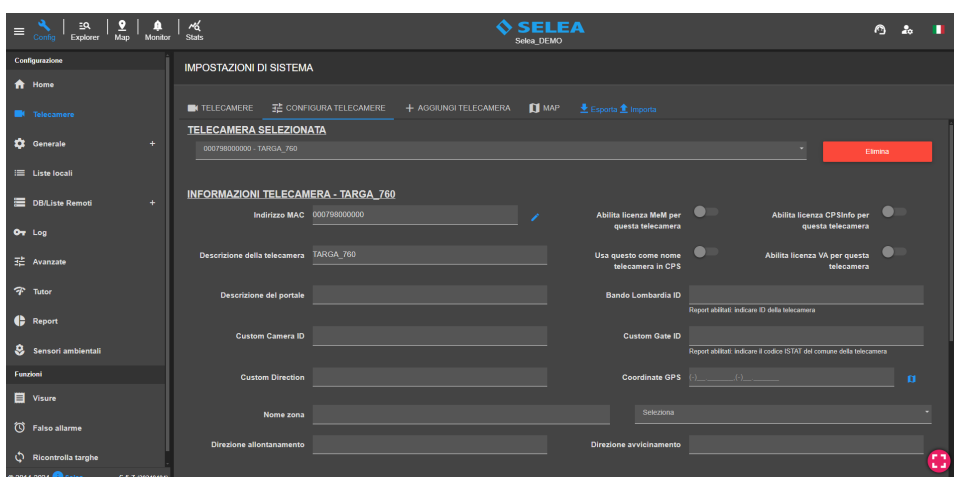 Config Explorer Map Monitor Stats
SELEA
Selea_DEMO
Configurazione
Home
Telecamere
Generale +
Liste locali
DB/Liste Remoti +
Log
Avanzate
Tutor
Report
Sensori ambientali
Funzioni
Visure
Falso allarme
Ricontrolla targhe
IMPOSTAZIONI DI SISTEMA
TELECAMERE CONFIGURA TELECAMERE + AGGIUNGI TELECAMERA MAP Esporta Importa
TELECAMERA SELEZIONATA
000798000000 - TARGA_760
Elimina
INFORMAZIONI TELECAMERA - TARGA_760
Indirizzo MAC 000798000000
Abilita licenza MeM per questa telecamera
Abilita licenza CPSInfo per questa telecamera
Descrizione della telecamera TARGA_760
Usa questo come nome telecamera in CPS
Abilita licenza VA per questa telecamera
Descrizione del portale
Bando Lombardia ID
Report abilitati: indicare ID della telecamera
Custom Camera ID
Custom Gate ID
Report abilitati: indicare il codice ISTAT del comune della telecamera
Custom Direction
Coordinate GPS
Nome zona
Seleziona
Direzione allontanamento
Direzione avvicinamento